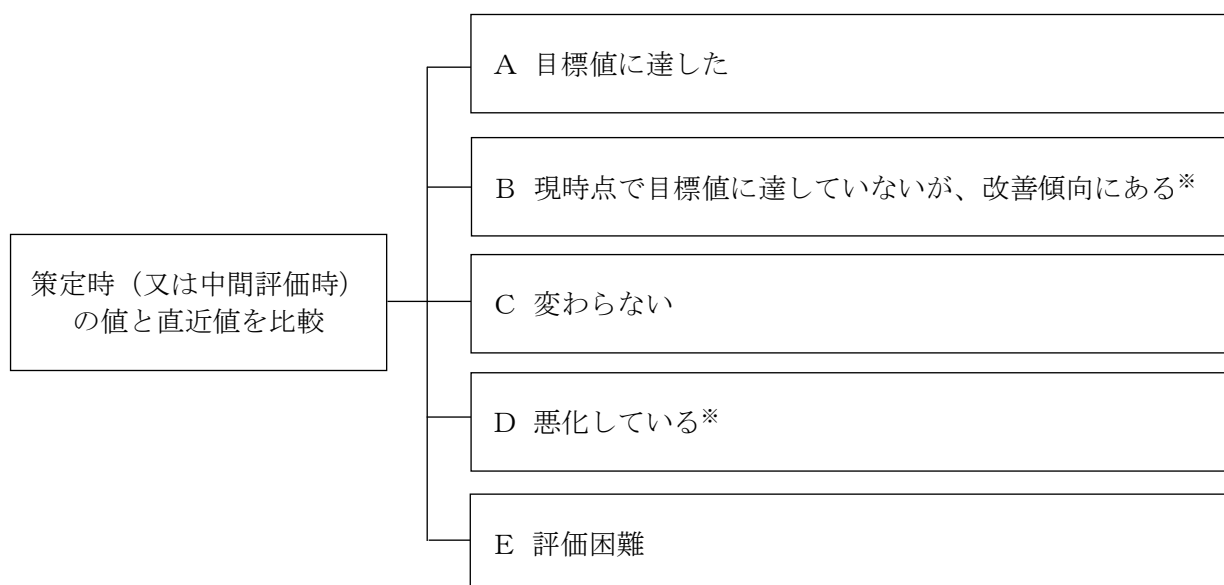 A 目標値に達した
B 現時点で目標値に達していないが、改善傾向にある※
策定時（又は中間評価時）
の値と直近値を比較
C 変わらない
D 悪化している※
E 評価困難